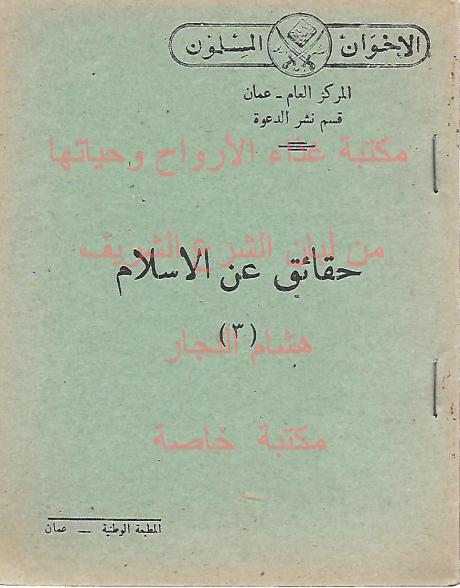 الإخوان المسلمون
المركز العام - عمان
قسم نشر الدعوة
مكتبة غذاء الأرواح وحياتها
من لبان الشرع الشريف
حقائق عن الاسلام
(٣)
هشام النجار
مكتبة خاصة
المطبعة الوطنية — عمان